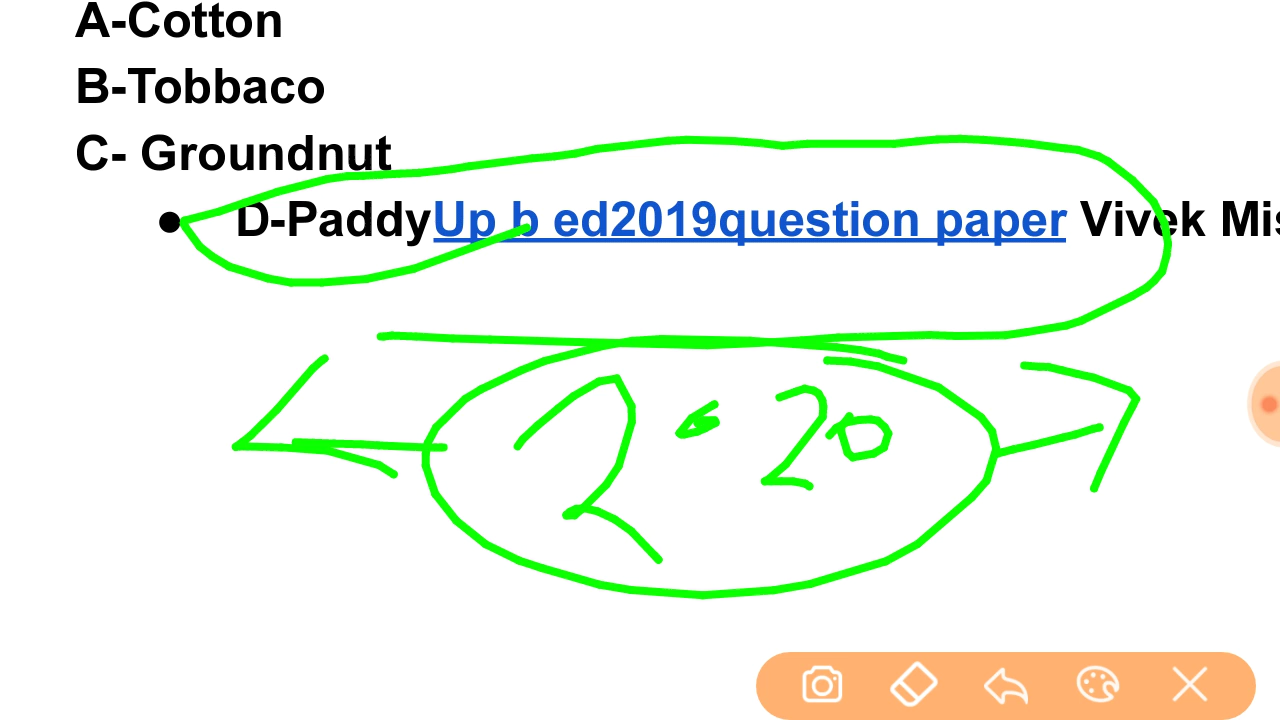 A-Cotton
B-Tobbaco
C- Groundnut
● D-PaddyUp b ed2019question paper Vivek Mis
2•20